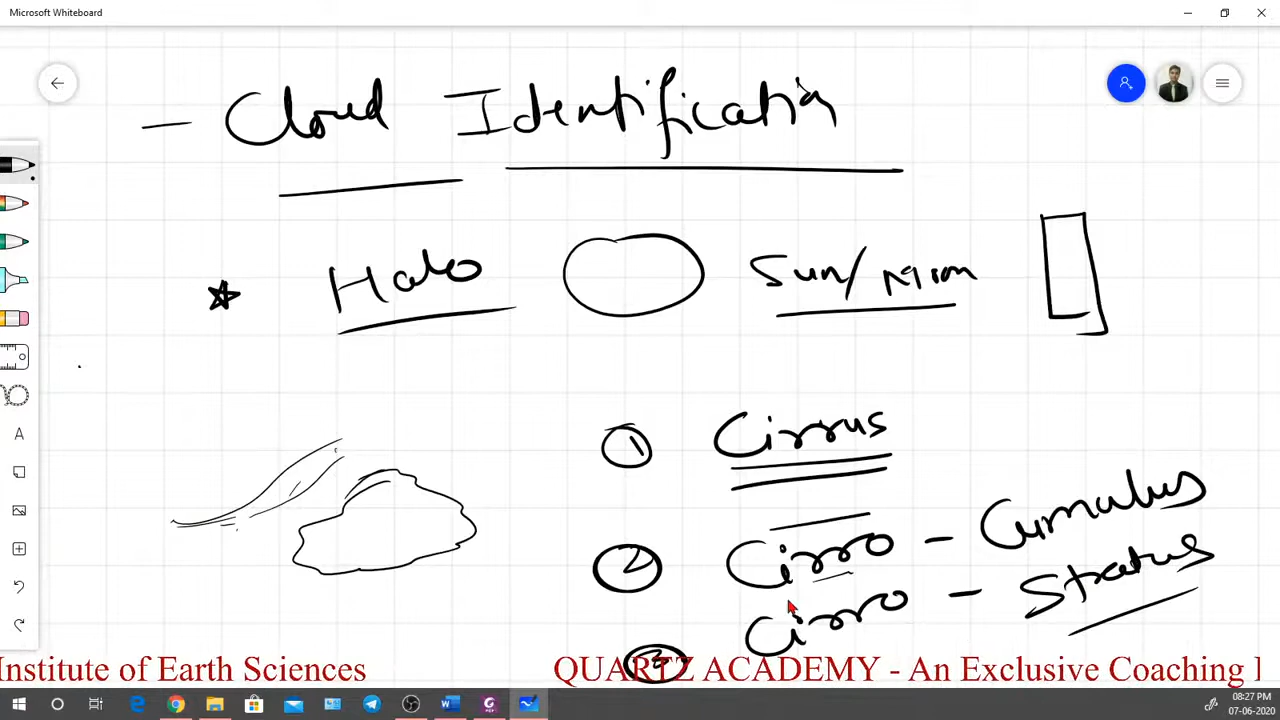 Microsoft Whiteboard
- Cloud Identification
Halo Sun/Moon
1 Cirrus
2 Cirro - Cumulus
Cirro - Stratus
3
Institute of Earth Sciences QUARTZ ACADEMY - An Exclusive Coaching I
08:27 PM
07-06-2020